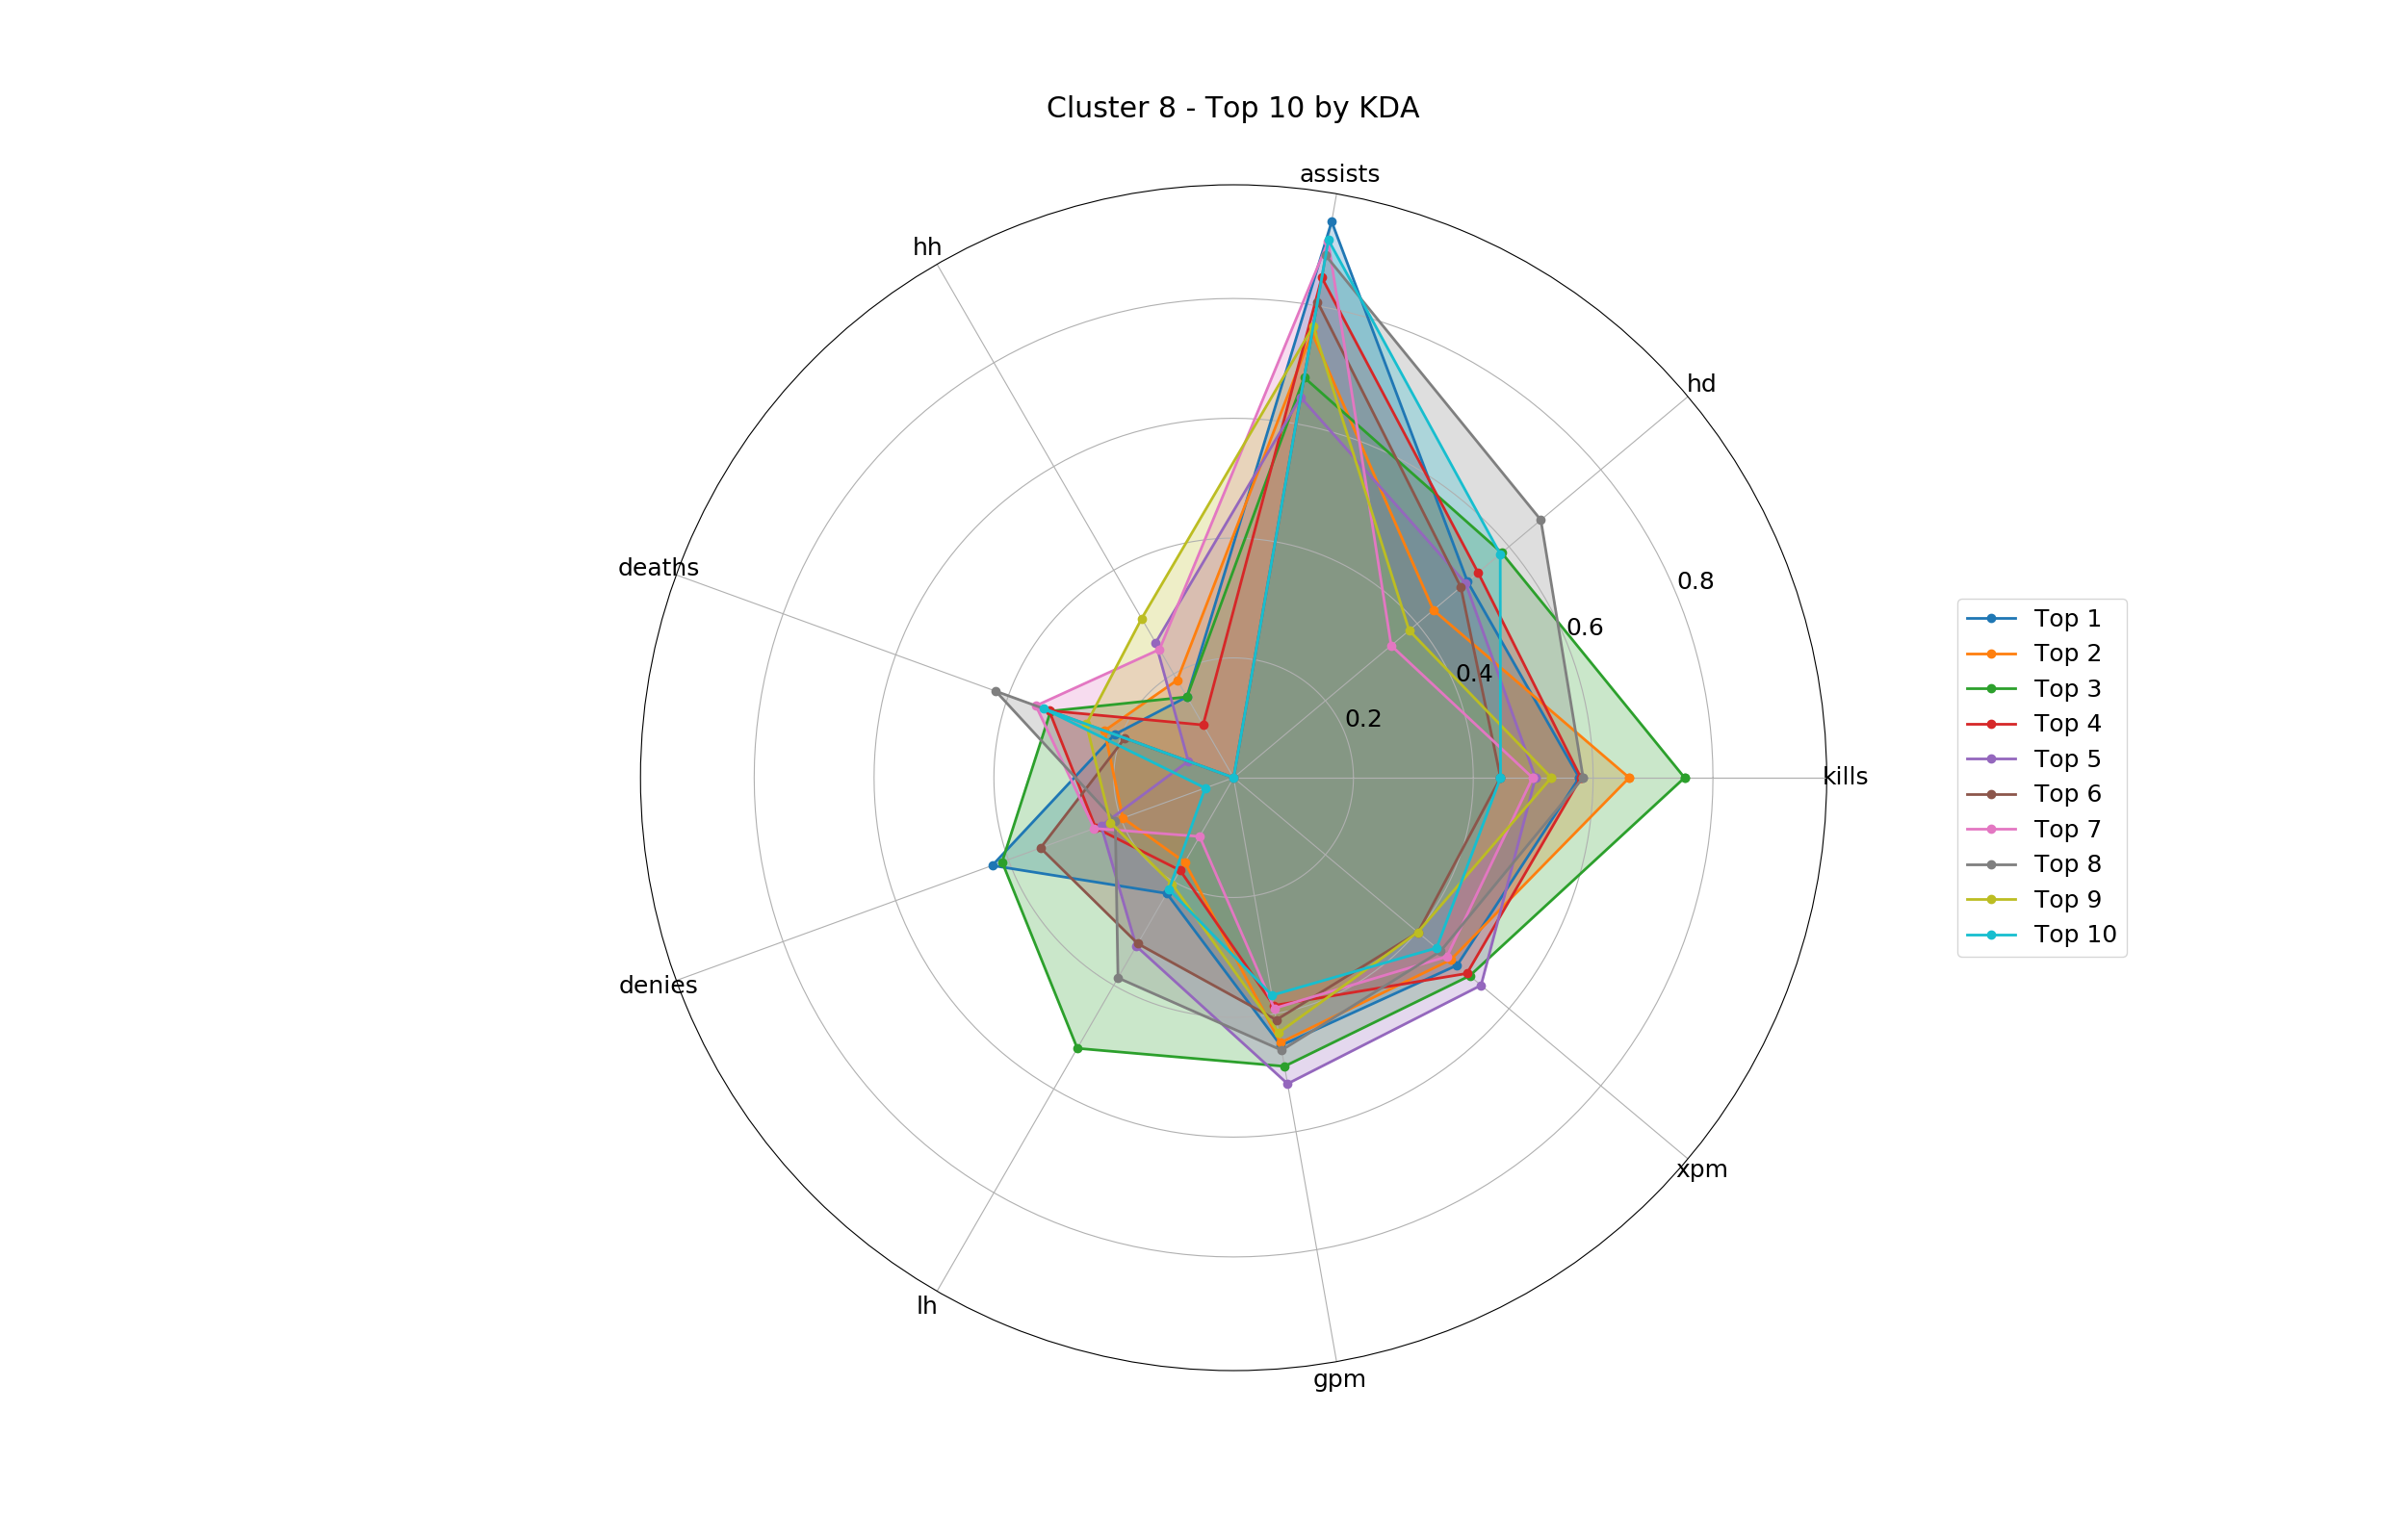 Cluster 8 - Top 10 by KDA
assists
hh
hd
deaths
0.8
0.6
0.4
0.2
kills
denies
xpm
lh
gpm
Top 1
Top 2
Top 3
Top 4
Top 5
Top 6
Top 7
Top 8
Top 9
Top 10